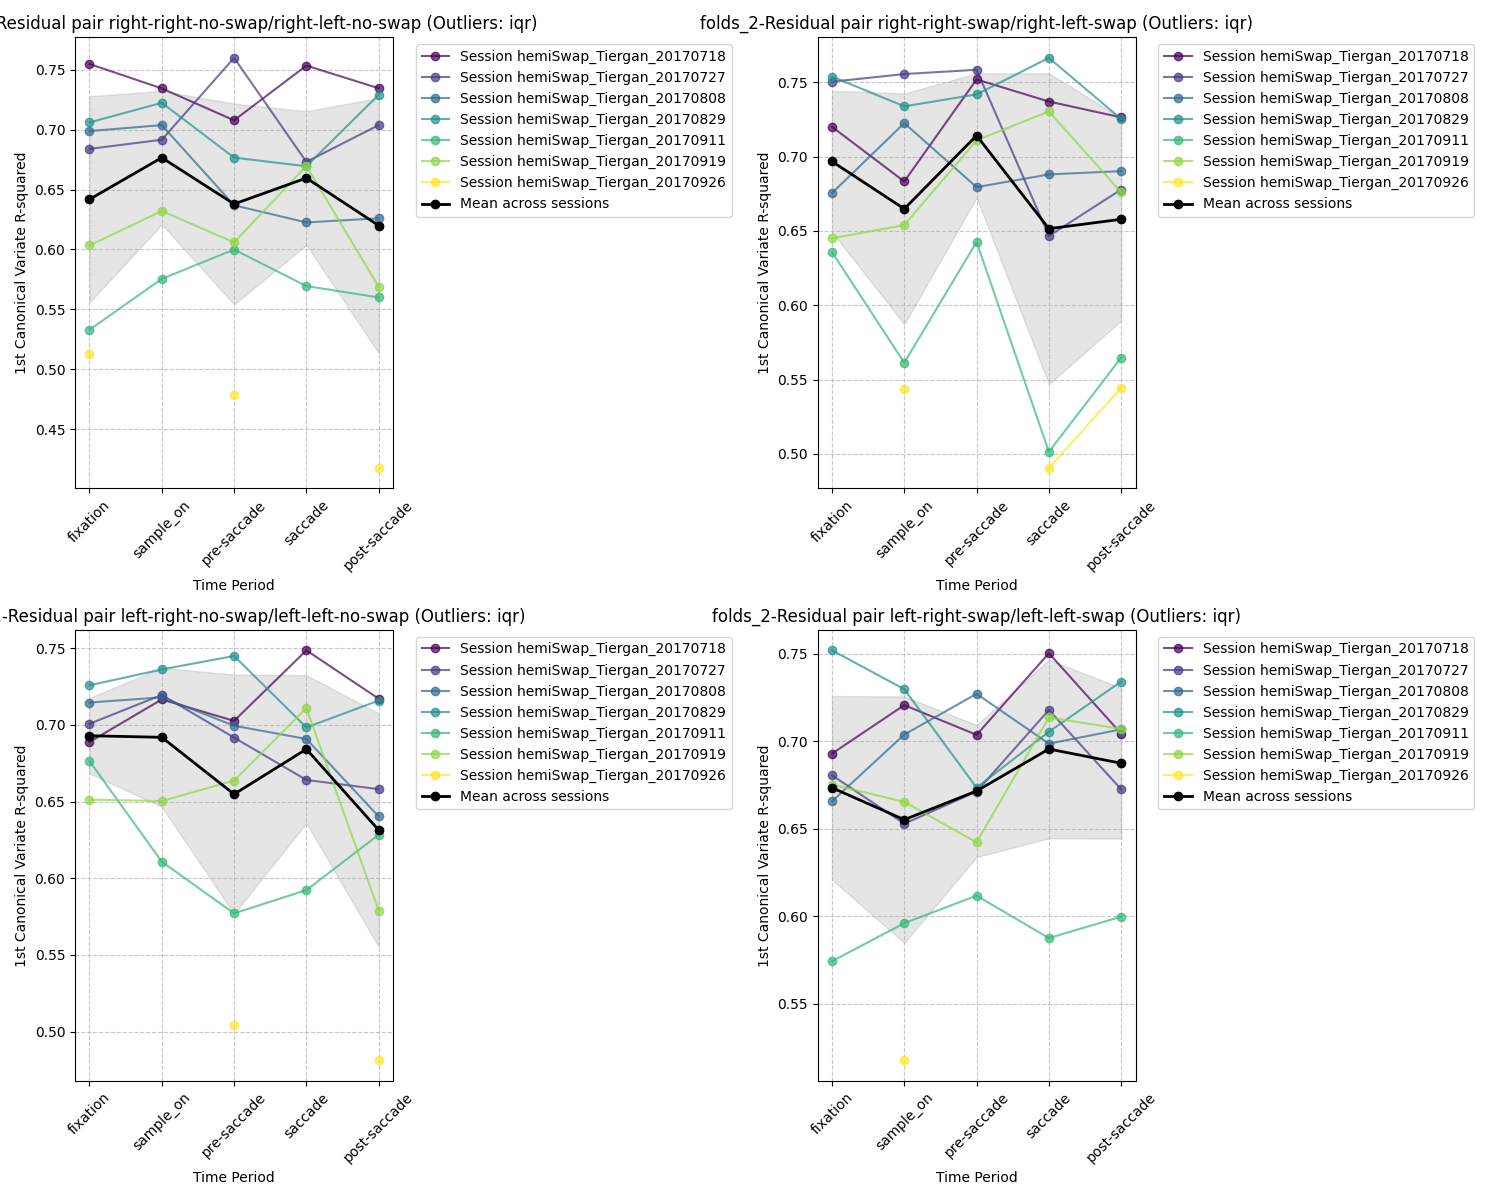 Residual pair right-right-no-swap/right-left-no-swap (Outliers: iqr)
1st Canonical Variate R-squared
0.75
0.70
0.65
0.60
0.55
0.50
0.45
fixation
sample_on
pre-saccade
saccade
post-saccade
Time Period
Session hemiSwap_Tiergan_20170718
Session hemiSwap_Tiergan_20170727
Session hemiSwap_Tiergan_20170808
Session hemiSwap_Tiergan_20170829
Session hemiSwap_Tiergan_20170911
Session hemiSwap_Tiergan_20170919
Session hemiSwap_Tiergan_20170926
Mean across sessions
folds_2-Residual pair right-right-swap/right-left-swap (Outliers: iqr)
1st Canonical Variate R-squared
0.75
0.70
0.65
0.60
0.55
0.50
fixation
sample_on
pre-saccade
saccade
post-saccade
Time Period
Session hemiSwap_Tiergan_20170718
Session hemiSwap_Tiergan_20170727
Session hemiSwap_Tiergan_20170808
Session hemiSwap_Tiergan_20170829
Session hemiSwap_Tiergan_20170911
Session hemiSwap_Tiergan_20170919
Session hemiSwap_Tiergan_20170926
Mean across sessions
-Residual pair left-right-no-swap/left-left-no-swap (Outliers: iqr)
1st Canonical Variate R-squared
0.75
0.70
0.65
0.60
0.55
0.50
fixation
sample_on
pre-saccade
saccade
post-saccade
Time Period
Session hemiSwap_Tiergan_20170718
Session hemiSwap_Tiergan_20170727
Session hemiSwap_Tiergan_20170808
Session hemiSwap_Tiergan_20170829
Session hemiSwap_Tiergan_20170911
Session hemiSwap_Tiergan_20170919
Session hemiSwap_Tiergan_20170926
Mean across sessions
folds_2-Residual pair left-right-swap/left-left-swap (Outliers: iqr)
1st Canonical Variate R-squared
0.75
0.70
0.65
0.60
0.55
fixation
sample_on
pre-saccade
saccade
post-saccade
Time Period
Session hemiSwap_Tiergan_20170718
Session hemiSwap_Tiergan_20170727
Session hemiSwap_Tiergan_20170808
Session hemiSwap_Tiergan_20170829
Session hemiSwap_Tiergan_20170911
Session hemiSwap_Tiergan_20170919
Session hemiSwap_Tiergan_20170926
Mean across sessions